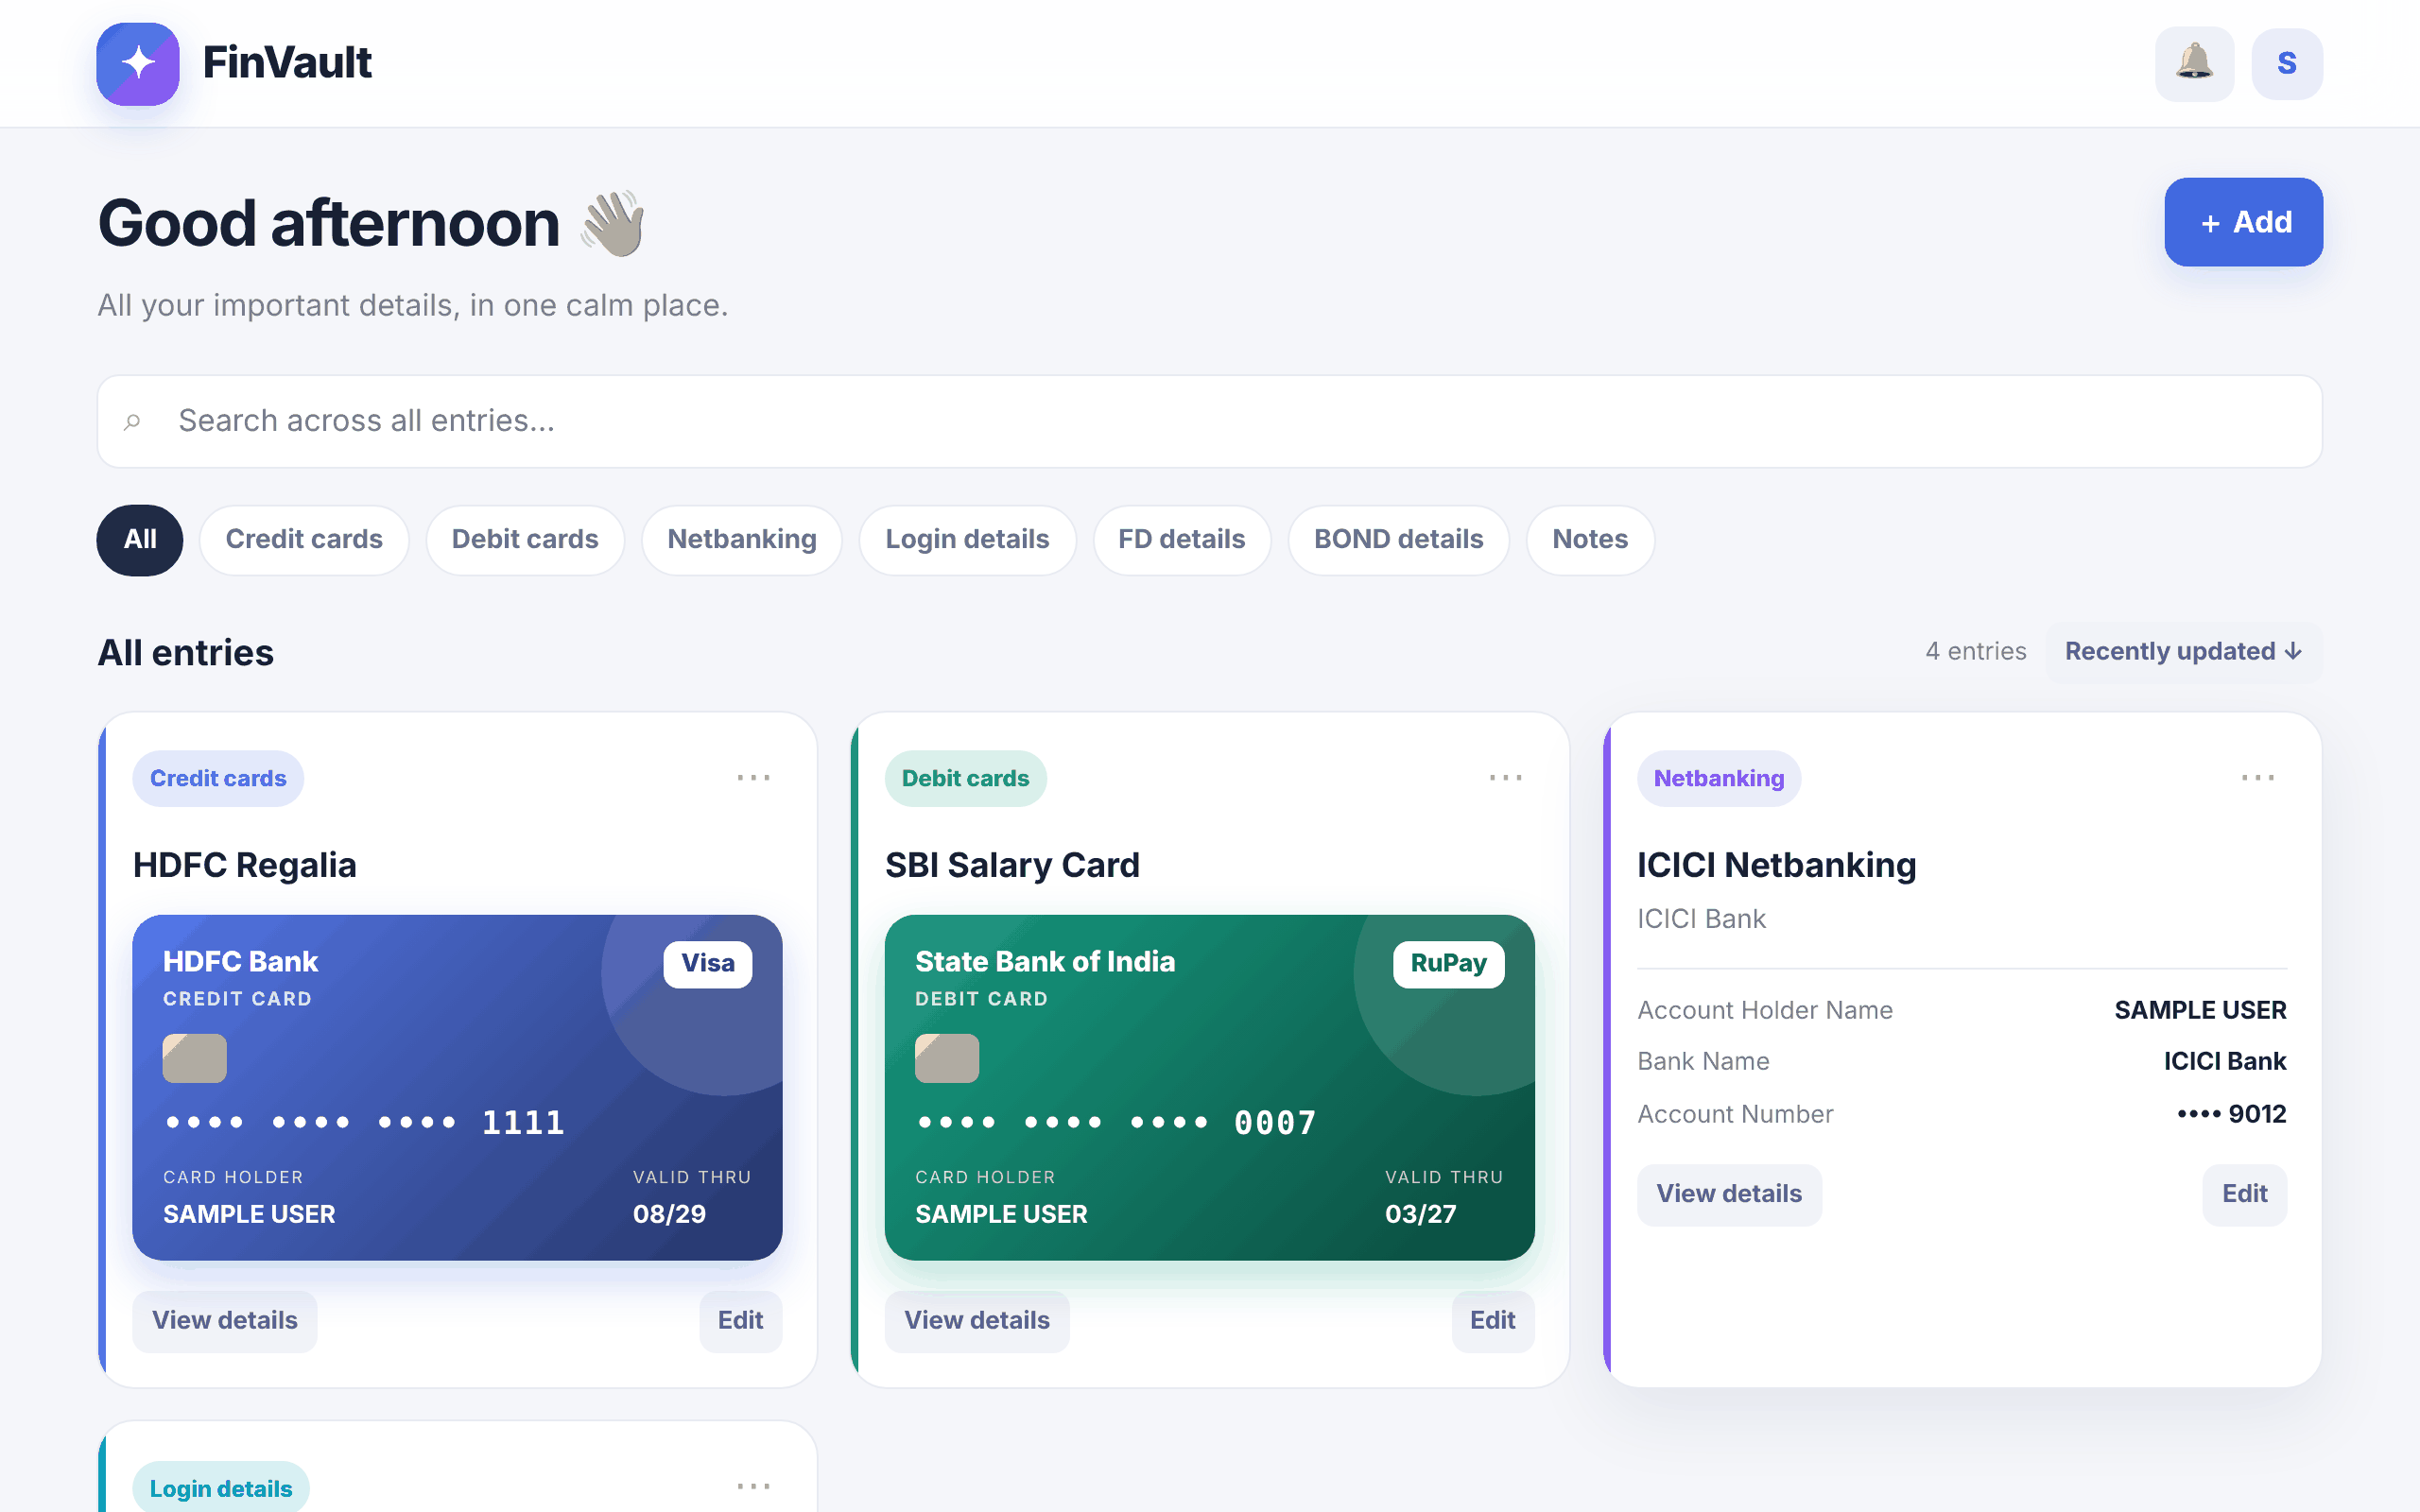 FinVault
S
Good afternoon 👋
+ Add
All your important details, in one calm place.
Search across all entries...
All
Credit cards
Debit cards
Netbanking
Login details
FD details
BOND details
Notes
All entries
4 entries
Recently updated ↓
Credit cards
HDFC Regalia
HDFC Bank
Visa
CREDIT CARD
•••• •••• •••• 1111
CARD HOLDER
VALID THRU
SAMPLE USER
08/29
View details
Edit
Debit cards
SBI Salary Card
State Bank of India
RuPay
DEBIT CARD
•••• •••• •••• 0007
CARD HOLDER
VALID THRU
SAMPLE USER
03/27
View details
Edit
Netbanking
ICICI Netbanking
ICICI Bank
Account Holder Name SAMPLE USER
Bank Name ICICI Bank
Account Number •••• 9012
View details
Edit
Login details